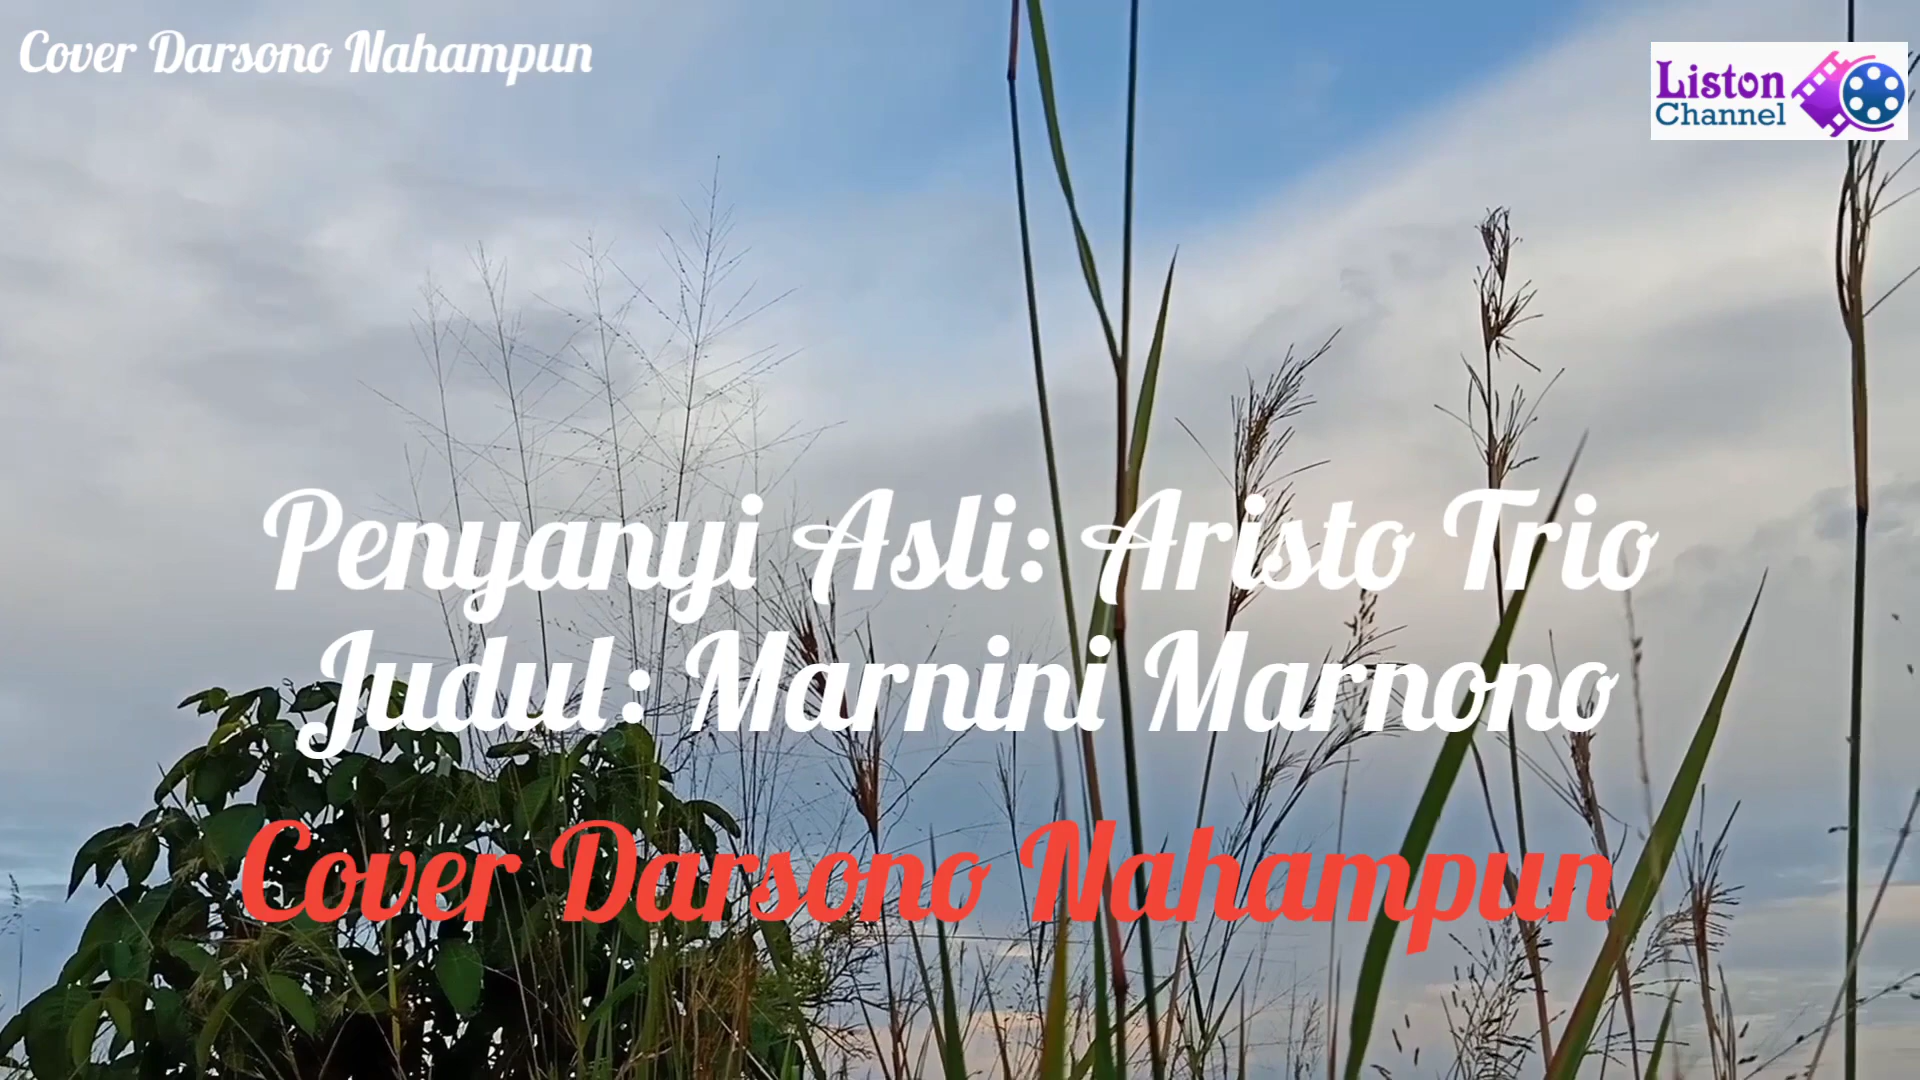 Cover Darsono Nahampun
Liston
Channel
Penyanyi Asli: Aristo Trio
Judul: Marnini Marnono
Cover Darsono Nahampun